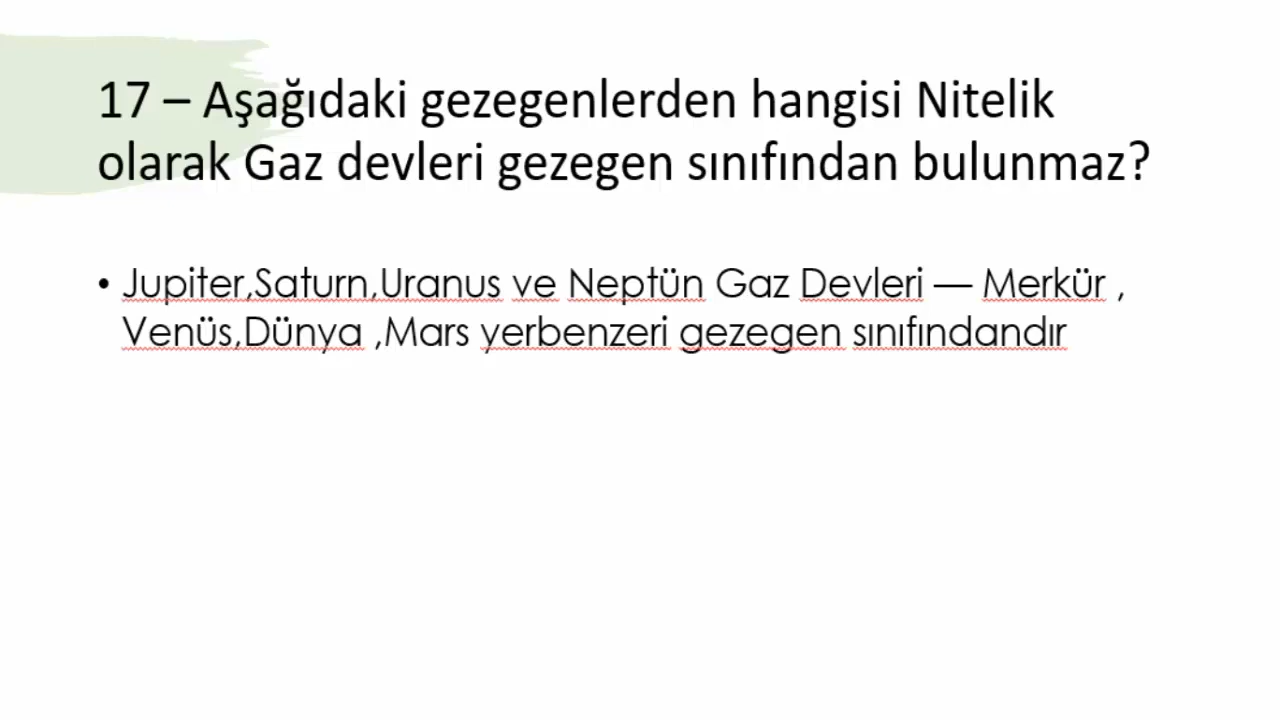 17 – Aşağıdaki gezegenlerden hangisi Nitelik
olarak Gaz devleri gezegen sınıfından bulunmaz?
• Jupiter,Saturn,Uranus ve Neptün Gaz Devleri — Merkür ,
Venüs,Dünya ,Mars yerbenzeri gezegen sınıfındandır